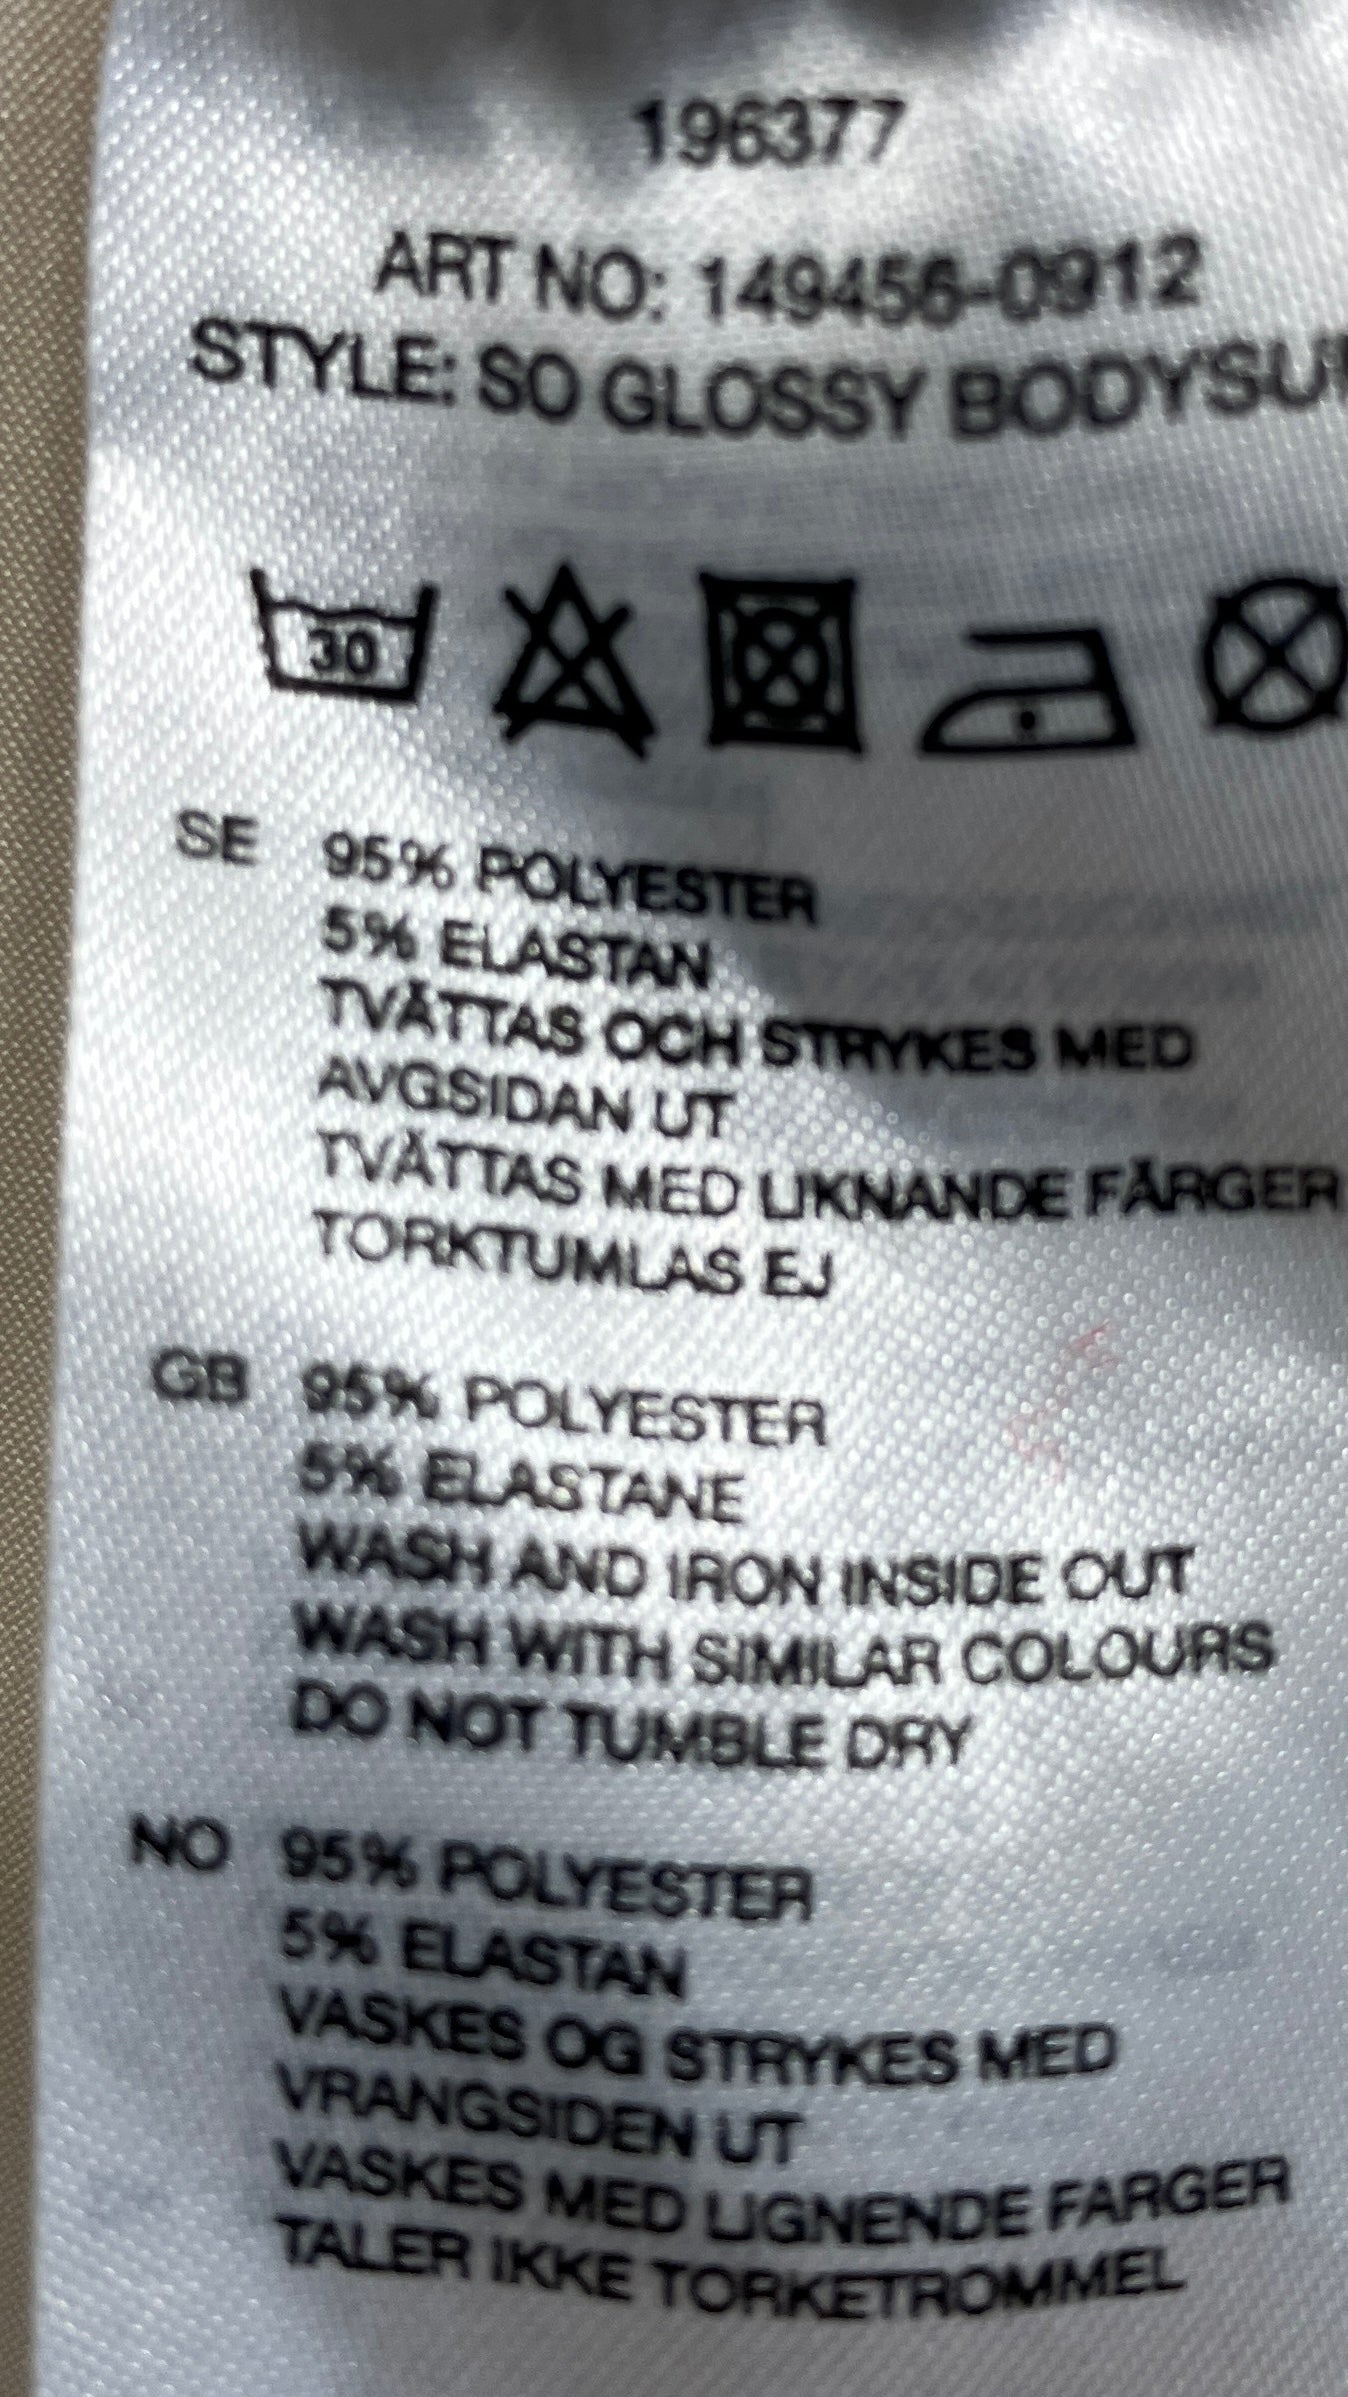 196377
ART NO: 149456-0912
STYLE: SO GLOSSY
30
SE 95% POLYESTER
5% ELASTAN
TVÄTTAS OCH STRYKES MED
AVGSIDAN UT
TVÄTTAS MED LIKNANDE FÄRGER
TORKTUMLAS EJ
GB 95% POLYESTER
5% ELASTANE
WASH AND IRON INSIDE OUT
WASH WITH SIMILAR COLOURS
DO NOT TUMBLE DRY
NO 95% POLYESTER
5% ELASTAN
VASKES OG STRYKES MED
VRANGSIDEN UT
VASKES MED LIGNENDE FARGER
TALER IKKE TORKETROMMEL